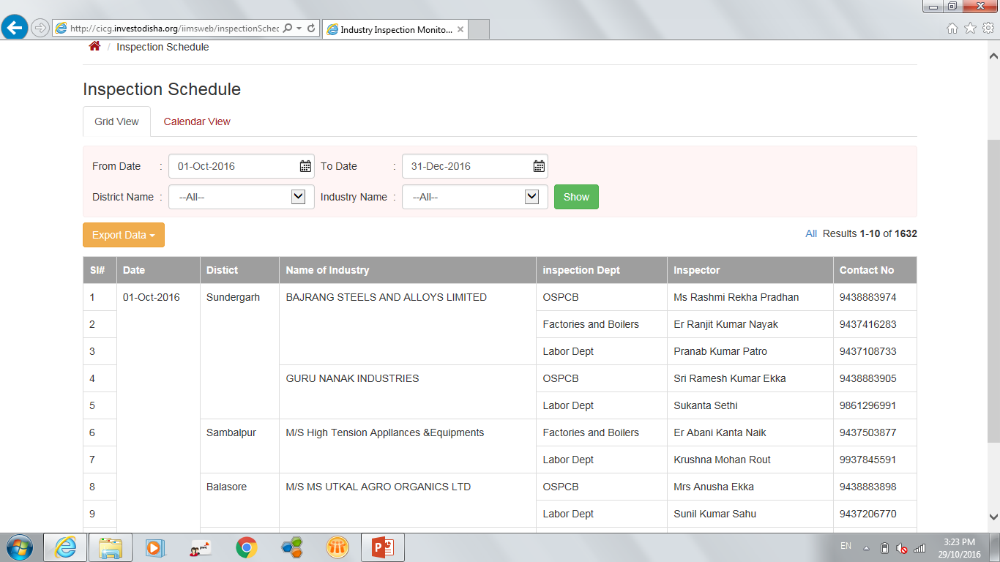 http://cicg.investodisha.org/iimsweb/inspectionSchec
Industry Inspection Monito...
/ Inspection Schedule
Inspection Schedule
Grid View Calendar View
From Date : 01-Oct-2016 To Date : 31-Dec-2016
District Name : --All-- Industry Name : --All-- Show
Export Data All Results 1-10 of 1632
Sl# Date Distict Name of Industry inspection Dept Inspector Contact No
1 01-Oct-2016 Sundergarh BAJRANG STEELS AND ALLOYS LIMITED OSPCB Ms Rashmi Rekha Pradhan 9438883974
2 Factories and Boilers Er Ranjit Kumar Nayak 9437416283
3 Labor Dept Pranab Kumar Patro 9437108733
4 GURU NANAK INDUSTRIES OSPCB Sri Ramesh Kumar Ekka 9438883905
5 Labor Dept Sukanta Sethi 9861296991
6 Sambalpur M/S High Tension Appllances &Equipments Factories and Boilers Er Abani Kanta Naik 9437503877
7 Labor Dept Krushna Mohan Rout 9937845591
8 Balasore M/S MS UTKAL AGRO ORGANICS LTD OSPCB Mrs Anusha Ekka 9438883898
9 Labor Dept Sunil Kumar Sahu 9437206770
EN 3:23 PM
29/10/2016